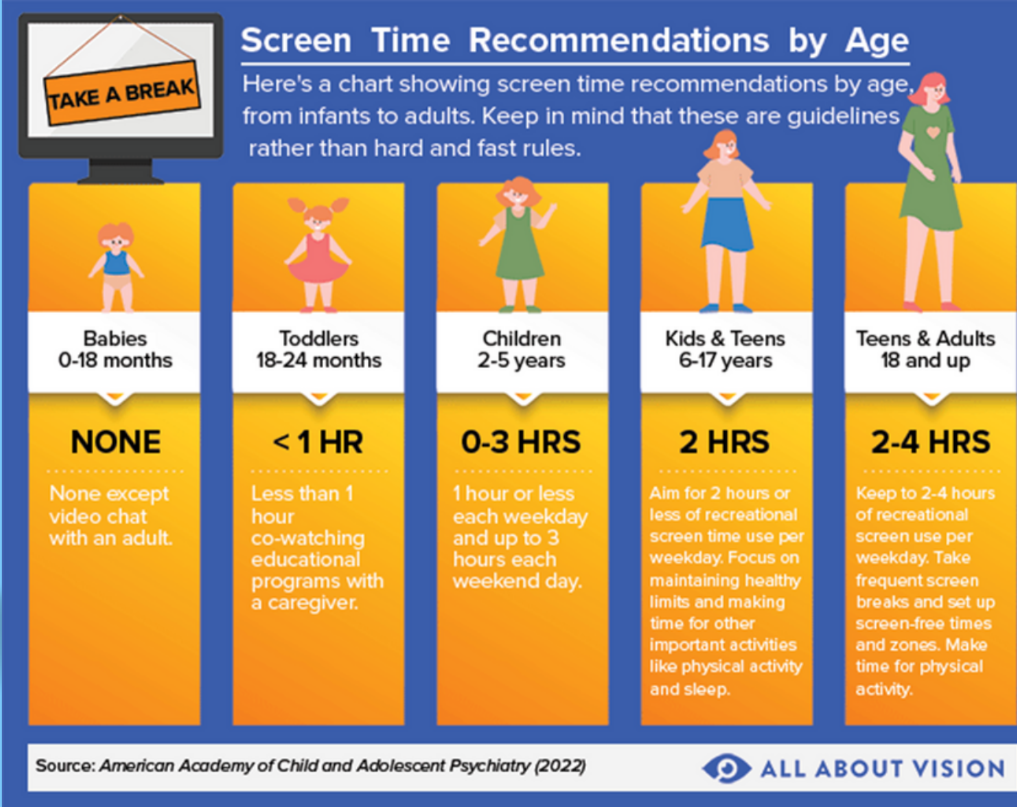 TAKE A BREAK
Screen Time Recommendations by Age
Here's a chart showing screen time recommendations by age,
from infants to adults. Keep in mind that these are guidelines
rather than hard and fast rules.
Babies
0-18 months
NONE
None except
video chat
with an adult.
Toddlers
18-24 months
< 1 HR
Less than 1
hour
co-watching
educational
programs with
a caregiver.
Children
2-5 years
0-3 HRS
1 hour or less
each weekday
and up to 3
hours each
weekend day.
Kids & Teens
6-17 years
2 HRS
Aim for 2 hours or
less of recreational
screen time use per
weekday. Focus on
maintaining healthy
limits and making
time for other
important activities
like physical activity
and sleep.
Teens & Adults
18 and up
2-4 HRS
Keep to 2-4 hours
of recreational
screen use per
weekday. Take
frequent screen
breaks and set up
screen-free times
and zones. Make
time for physical
activity.
Source: American Academy of Child and Adolescent Psychiatry (2022)
ALL ABOUT VISION